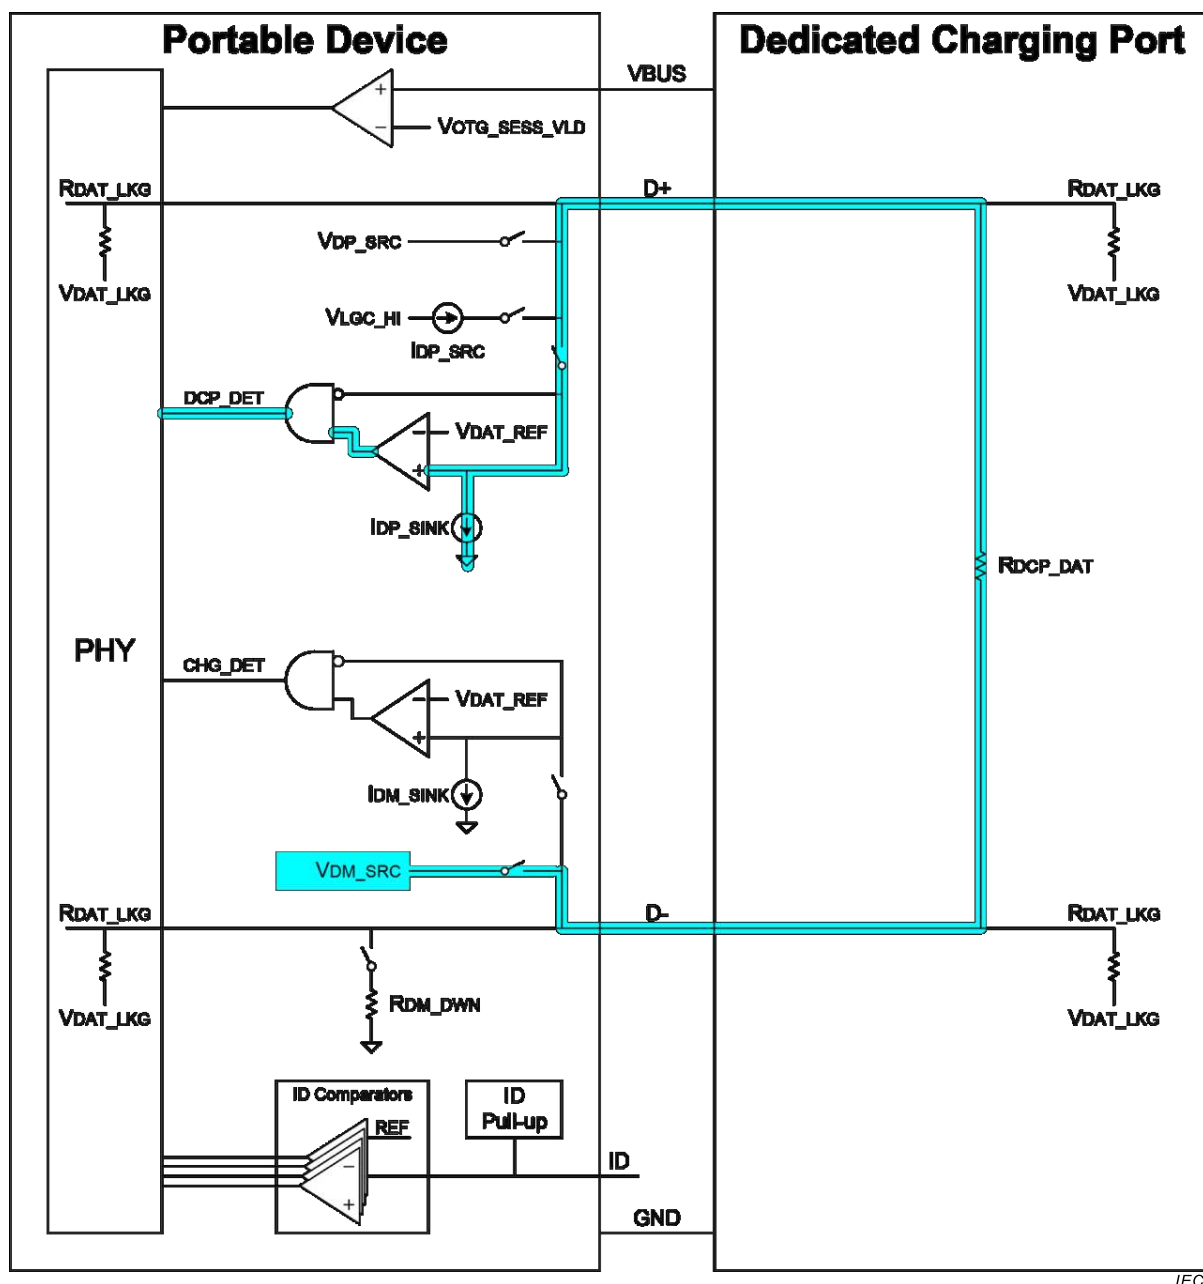 Portable Device
Dedicated Charging Port
VBUS
+
−
VOTG_SESS_VLD
RDAT_LKG
D+
RDAT_LKG
VDP_SRC
VDAT_LKG
VDAT_LKG
VLGC_HI
IDP_SRC
DCP_DET
−
VDAT_REF
+
IDP_SINK
RDCP_DAT
PHY
CHG_DET
−
VDAT_REF
+
IDM_SINK
VDM_SRC
RDAT_LKG
D-
RDAT_LKG
RDM_DWN
VDAT_LKG
VDAT_LKG
ID Comparators
ID
Pull-up
REF
−
ID
+
GND
IEC